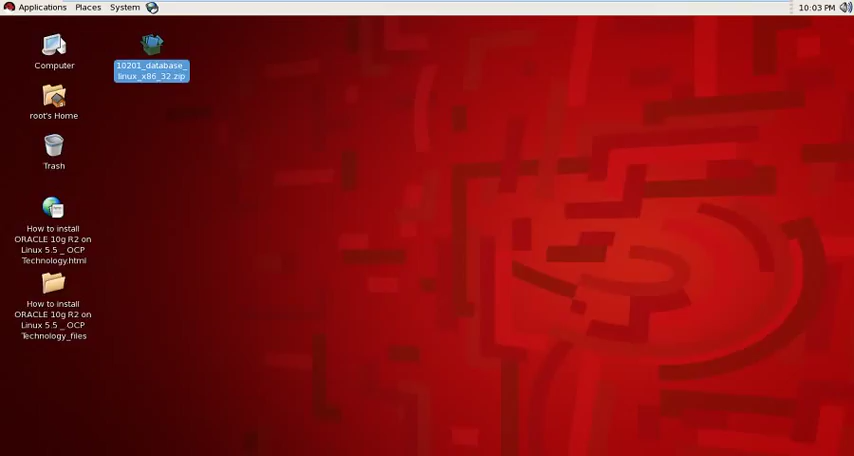 Applications Places System
10:03 PM
Computer
10201_database_
linux_x86_32.zip
root's Home
Trash
How to install
ORACLE 10g R2 on
Linux 5.5 _ OCP
Technology.html
How to install
ORACLE 10g R2 on
Linux 5.5 _ OCP
Technology_files